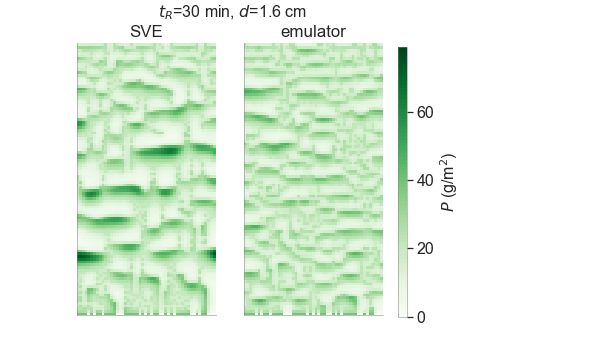 t_R=30 min, d=1.6 cm
SVE
emulator
60
40
20
0
P (g/m²)